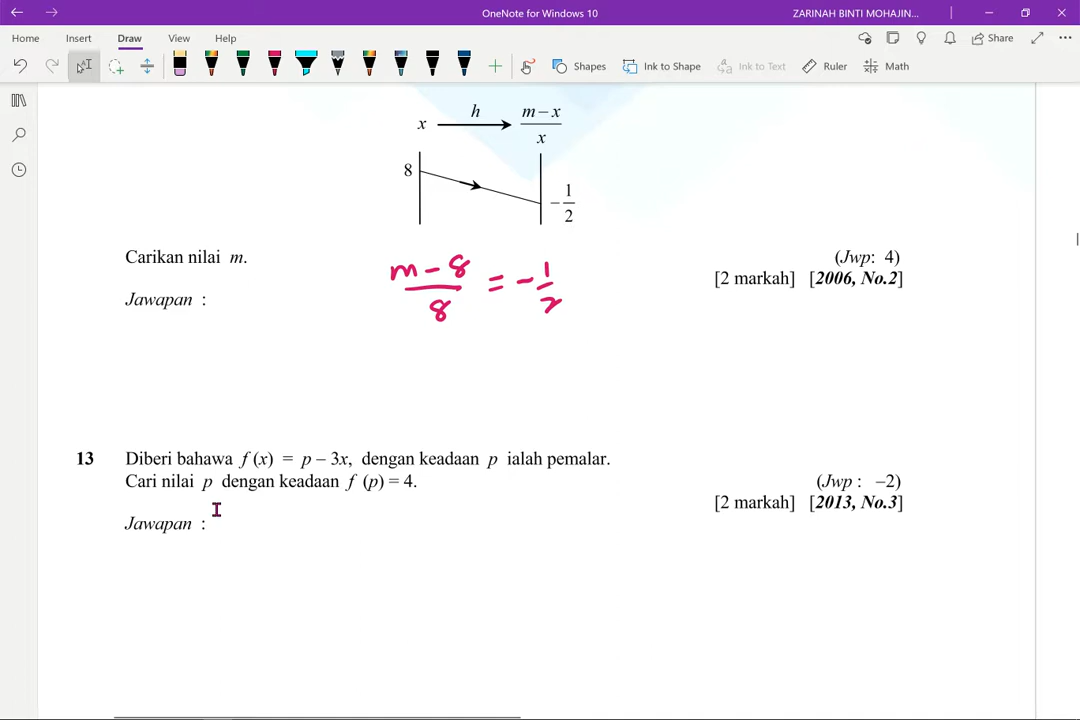 OneNote for Windows 10
ZARINAH BINTI MOHAJIN...
Home Insert Draw View Help
Share
Shapes Ink to Shape Ink to Text Ruler Math
x h m – x / x
8
– 1/2
Carikan nilai m. (Jwp: 4)
m – 8 / 8 = – 1/2
[2 markah] [2006, No.2]
Jawapan :
13 Diberi bahawa f (x) = p – 3x, dengan keadaan p ialah pemalar.
Cari nilai p dengan keadaan f (p) = 4. (Jwp : –2)
[2 markah] [2013, No.3]
Jawapan :